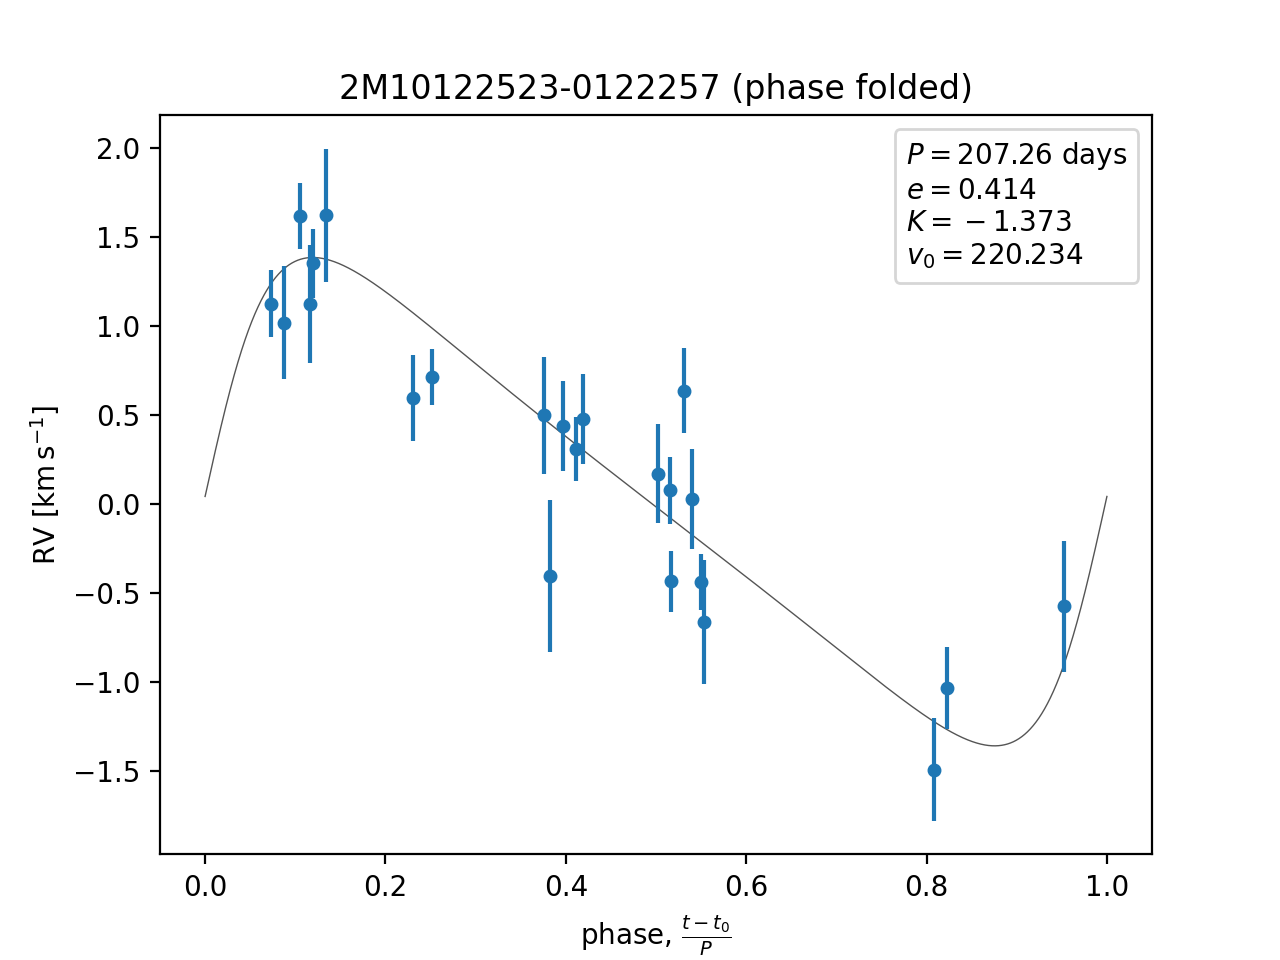 2M10122523-0122257 (phase folded)
P = 207.26 days
e = 0.414
K = −1.373
v₀ = 220.234
RV [km s⁻¹]
2.0
1.5
1.0
0.5
0.0
−0.5
−1.0
−1.5
0.0 0.2 0.4 0.6 0.8 1.0
phase, (t − t₀)/P